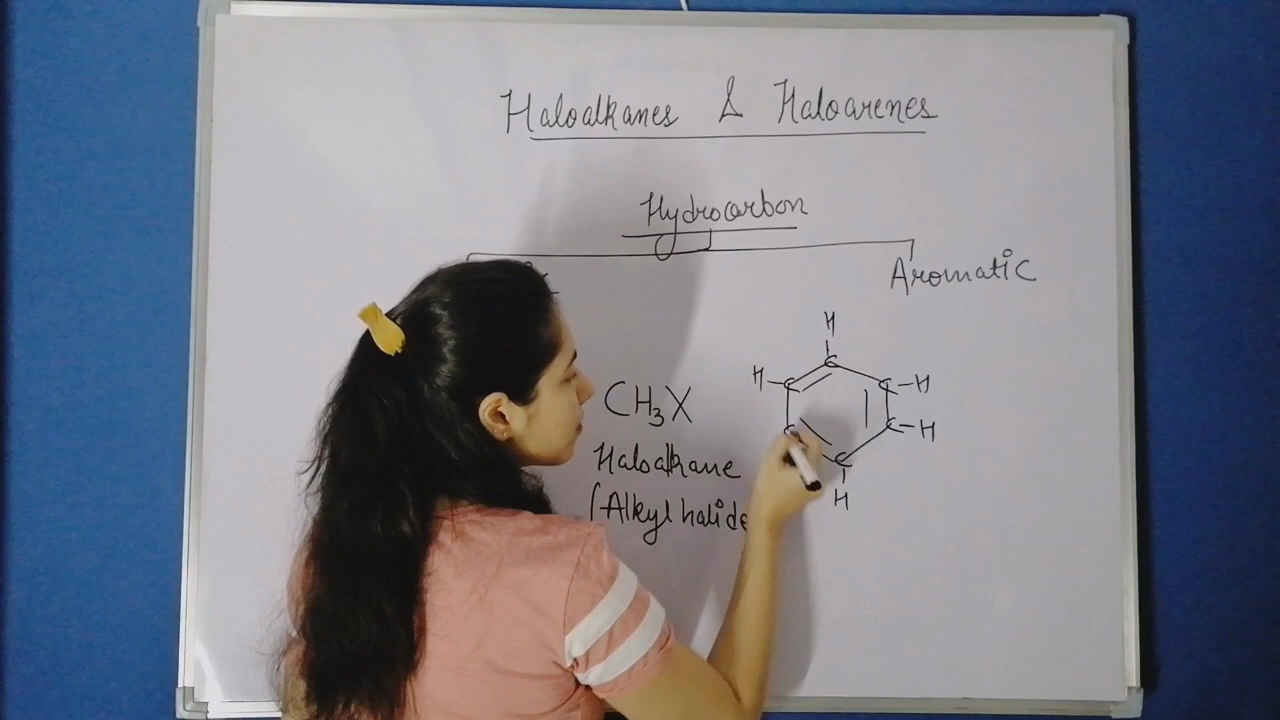 Haloalkanes & Haloarenes
Hydrocarbon
Aromatic
H
H C C C H
CH₃X
C C H
Haloalkane
C
(Alkyl halide
H